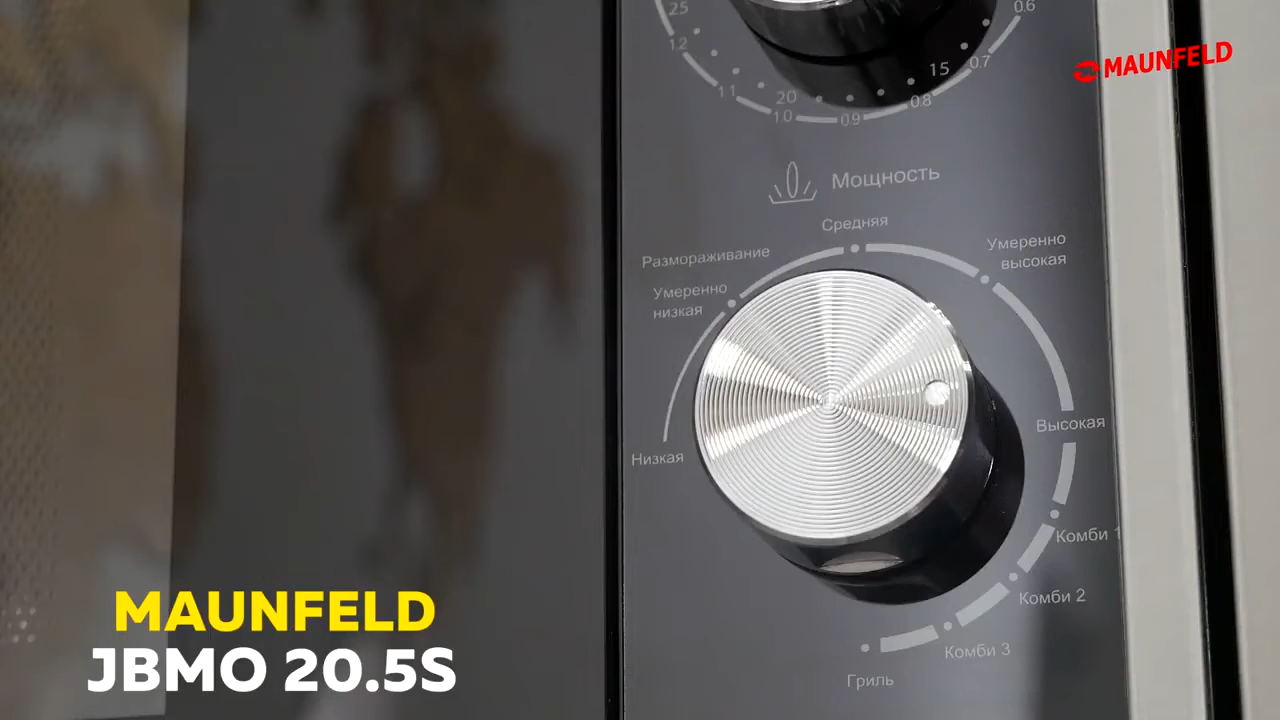 25
0.6
1.2
0.7
15
1.1
20
0.8
1.0
0.9
MAUNFELD
Мощность
Средняя
Умеренно
высокая
Размораживание
Умеренно
низкая
Высокая
Низкая
Комби 1
Комби 2
Комби 3
Гриль
MAUNFELD
JBMO 20.5S